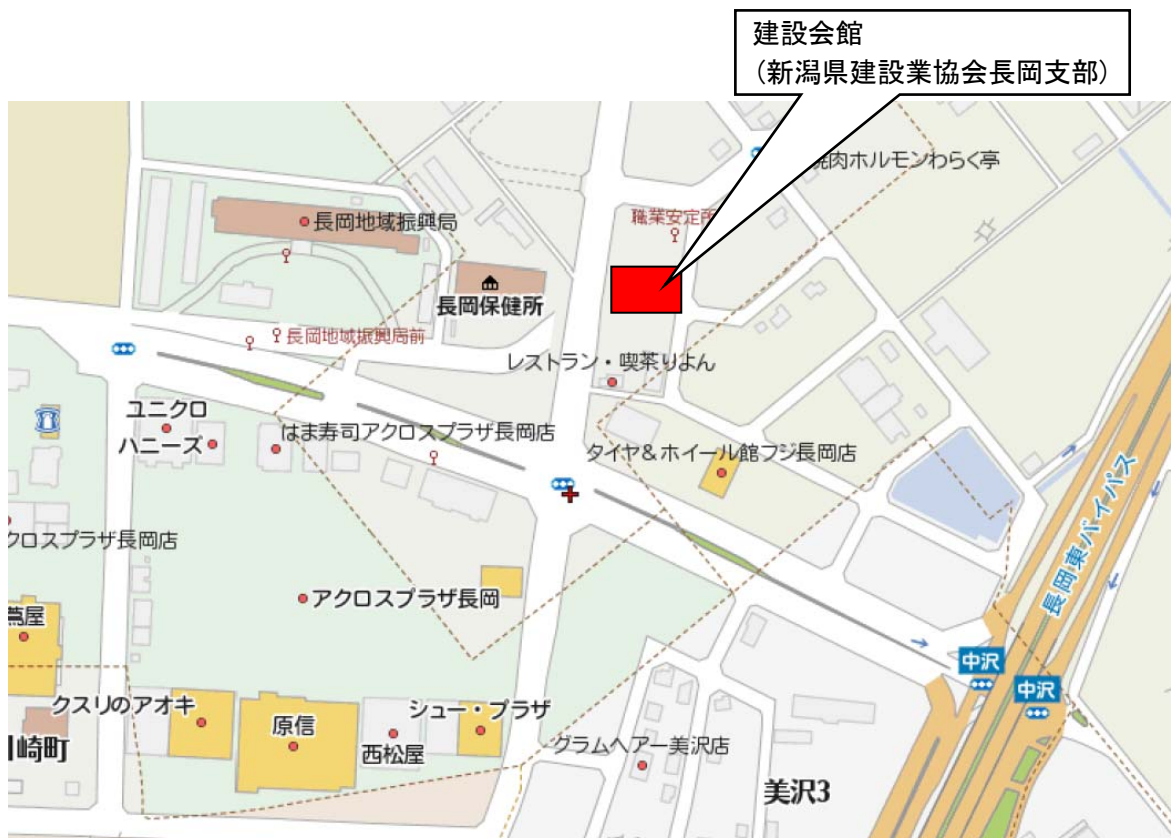 建設会館
（新潟県建設業協会長岡支部）
焼肉ホルモンわらく亭
職業安定所
長岡地域振興局
長岡保健所
長岡地域振興局前
レストラン・喫茶りよん
ユニクロ
ハニーズ
はま寿司アクロスプラザ長岡店
タイヤ&ホイール館フジ長岡店
クロスプラザ長岡店
長岡東バイパス
アクロスプラザ長岡
蔦屋
中沢
中沢
クスリのアオキ
原信
西松屋
シュー・プラザ
グラムヘアー美沢店
川崎町
美沢3